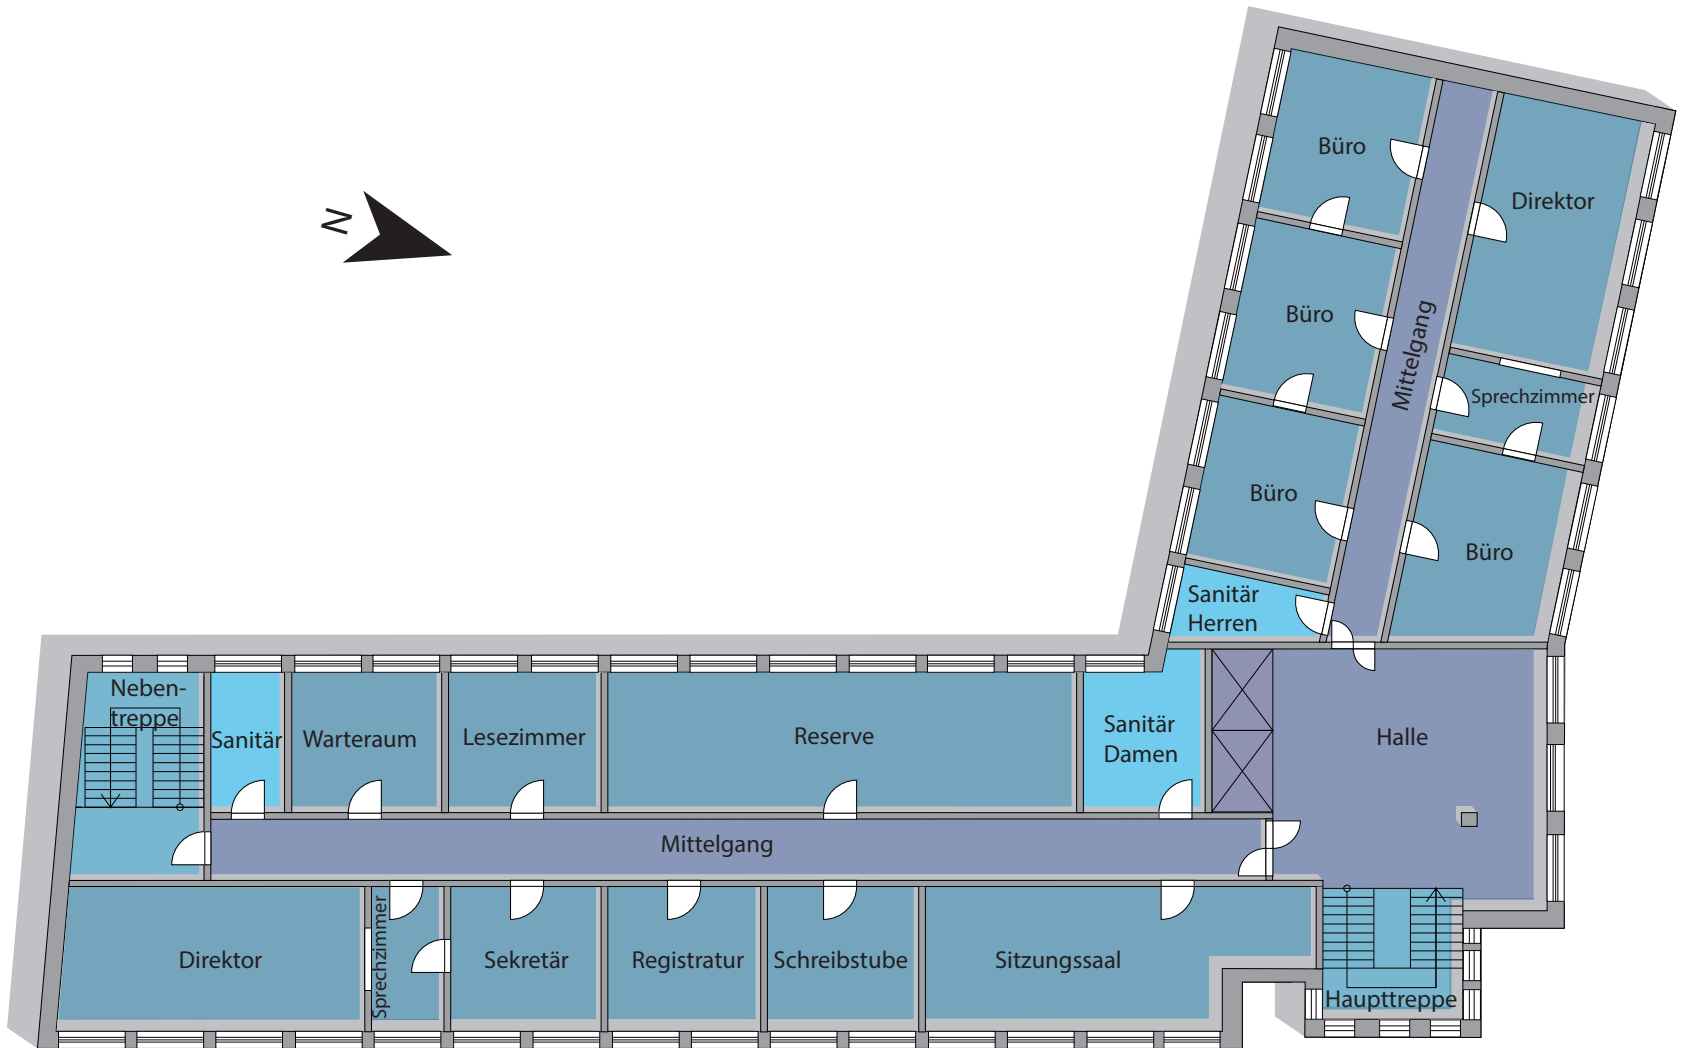 Büro
Direktor
N
Büro
Mittelgang
Sprechzimmer
Büro
Büro
Sanitär
Herren
Neben-
treppe
Sanitär
Warteraum
Lesezimmer
Reserve
Sanitär
Damen
Halle
Mittelgang
Direktor
Sprechzimmer
Sekretär
Registratur
Schreibstube
Sitzungssaal
Haupttreppe